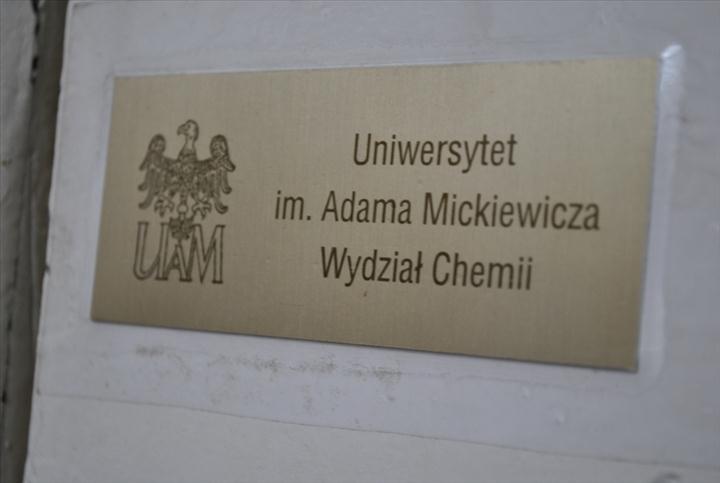 Uniwersytet
im. Adama Mickiewicza
Wydział Chemii
UAM